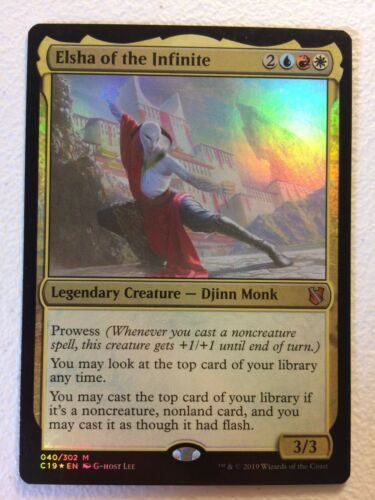 Elsha of the Infinite 2
Legendary Creature — Djinn Monk
Prowess (Whenever you cast a noncreature
spell, this creature gets +1/+1 until end of turn.)
You may look at the top card of your library
any time.
You may cast the top card of your library if
it's a noncreature, nonland card, and you
may cast it as though it had flash.
3/3
040/302 M
C19★EN G-host Lee
™ & © 2019 Wizards of the Coast